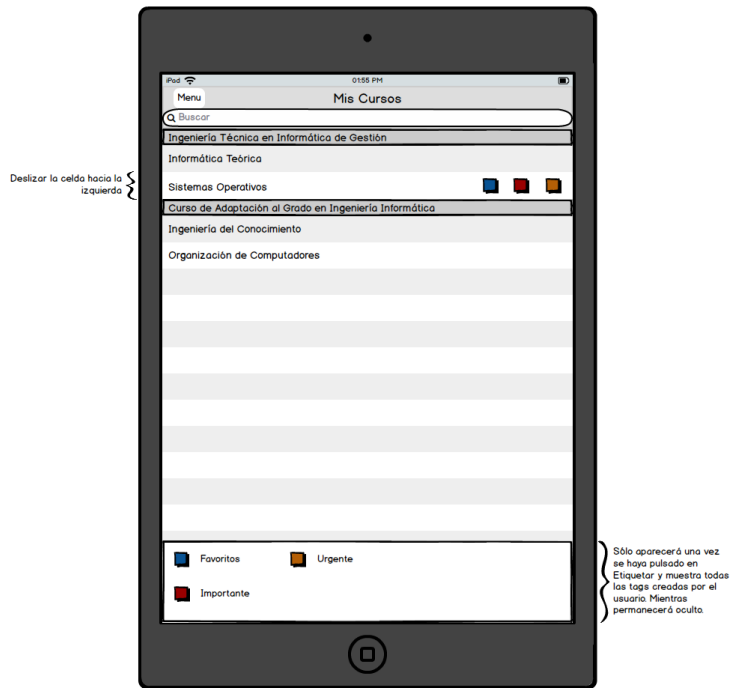 iPod
01:55 PM
Menu
Mis Cursos
Buscar
Ingeniería Técnica en Informática de Gestión
Informática Teórica
Deslizar la celda hacia la
izquierda
Sistemas Operativos
Curso de Adaptación al Grado en Ingeniería Informática
Ingeniería del Conocimiento
Organización de Computadores
Favoritos
Urgente
Importante
Sólo aparecerá una vez
se haya pulsado en
Etiquetar y muestra todas
las tags creadas por el
usuario. Mientras
permanecerá oculto.